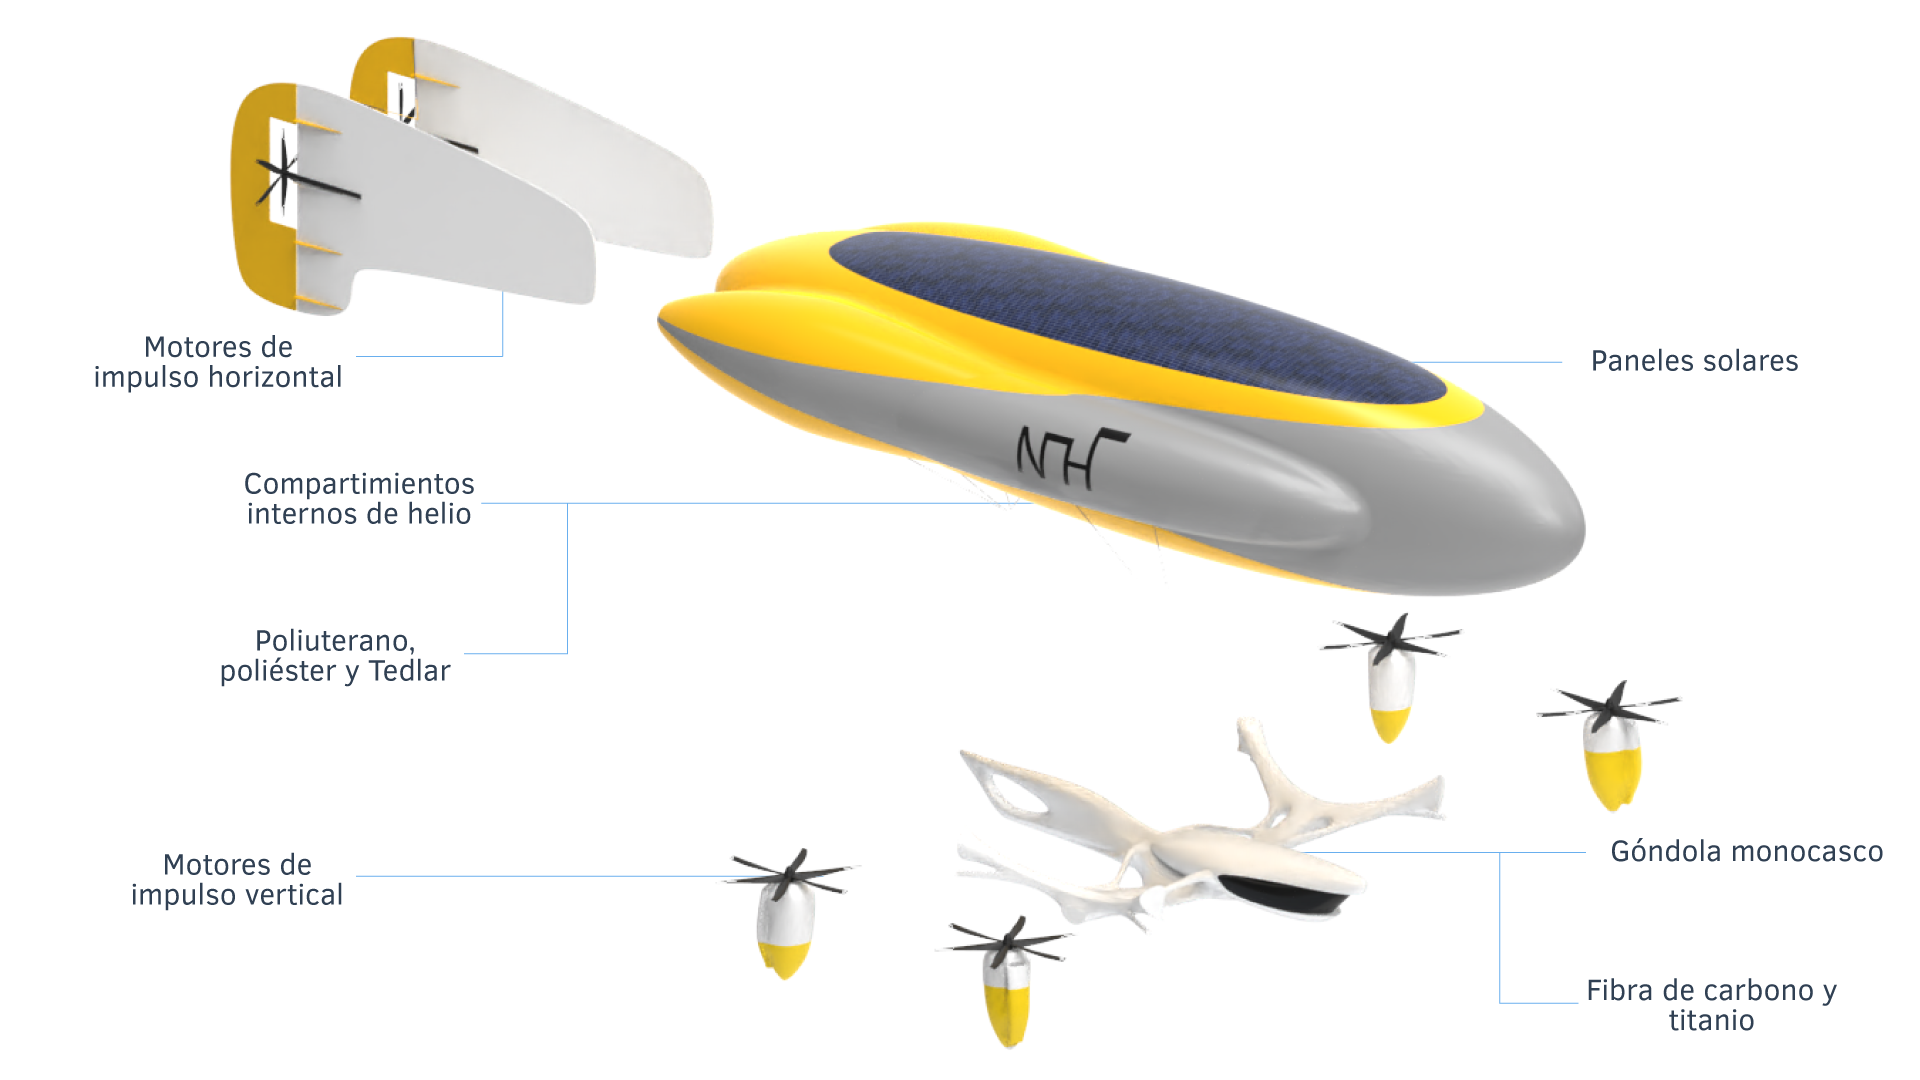 Motores de
impulso horizontal
Paneles solares
NH
Compartimientos
internos de helio
Poliuterano,
poliéster y Tedlar
Motores de
impulso vertical
Góndola monocasco
Fibra de carbono y
titanio